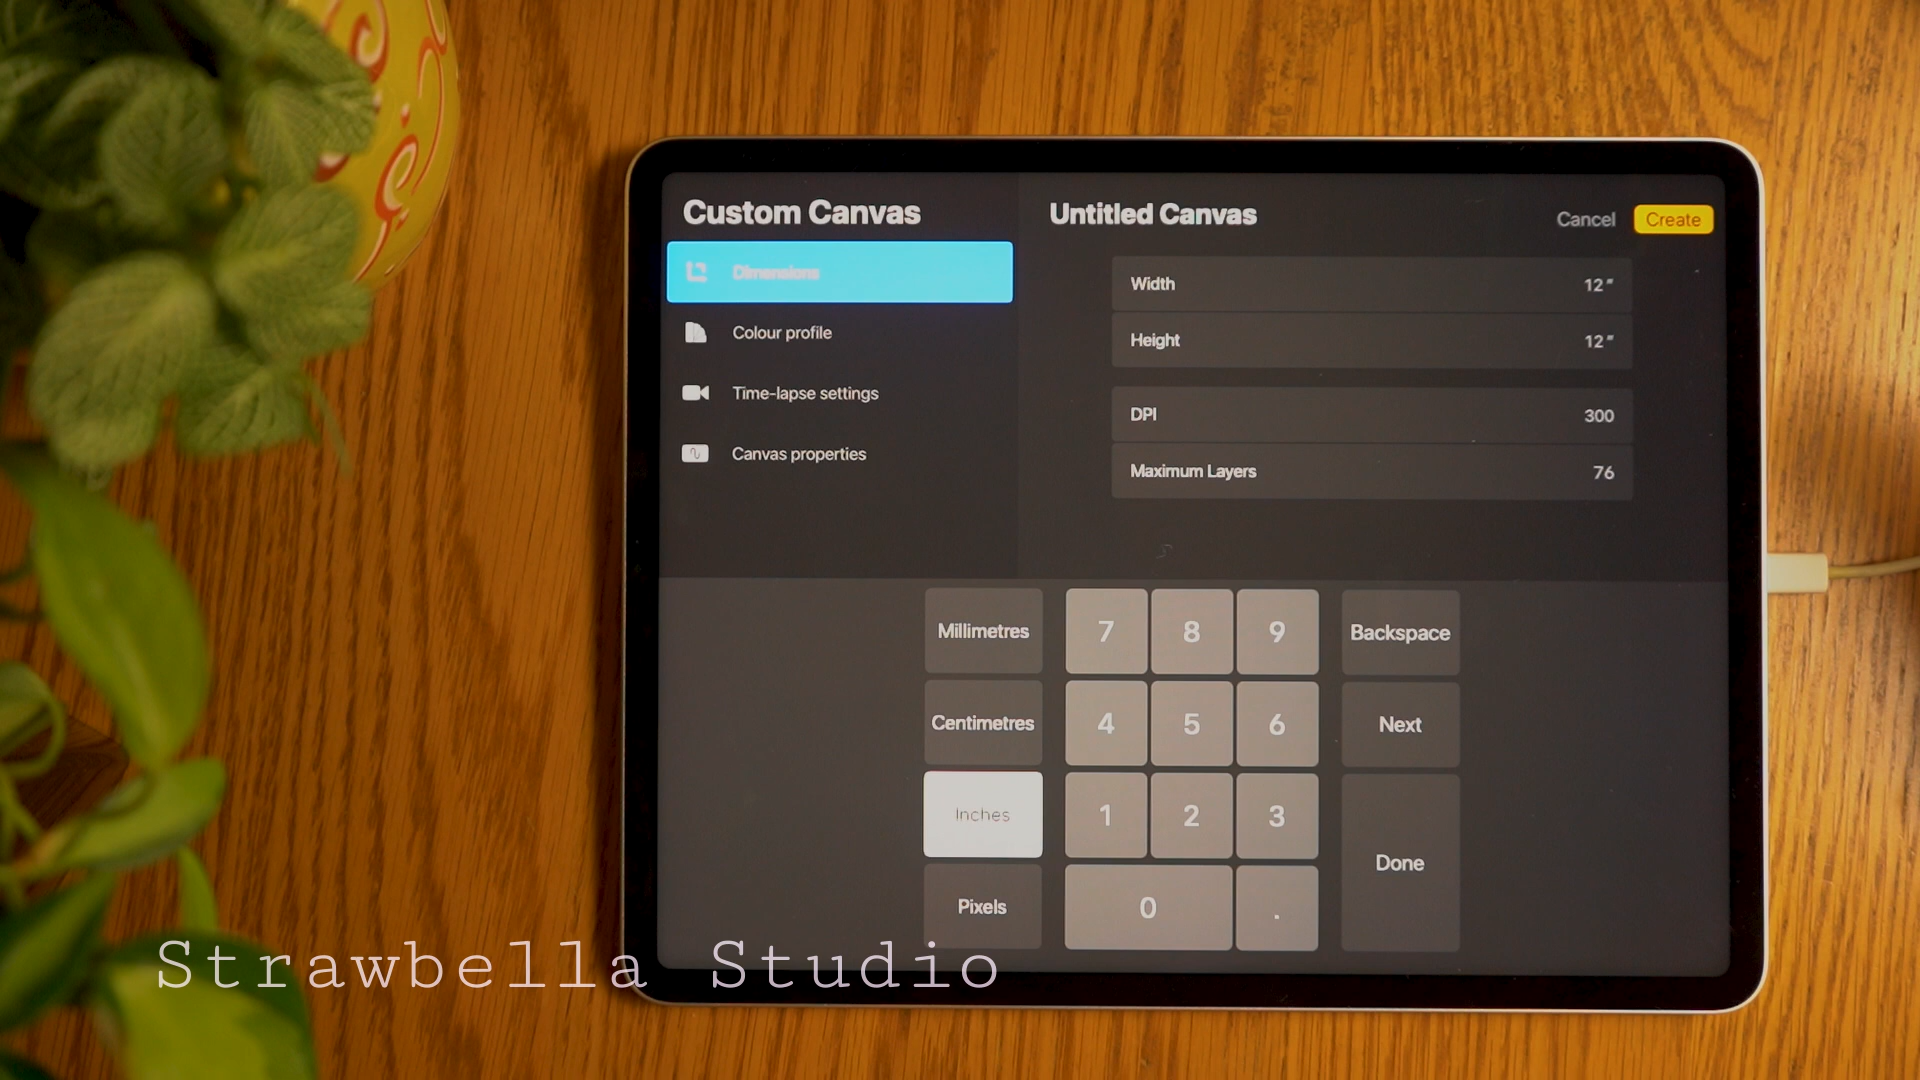 Custom Canvas
Dimensions
Colour profile
Time-lapse settings
Canvas properties
Untitled Canvas
Cancel
Create
Width 12"
Height 12"
DPI 300
Maximum Layers 76
Millimetres 7 8 9 Backspace
Centimetres 4 5 6 Next
Inches 1 2 3
Done
Pixels 0 .
Strawbella Studio